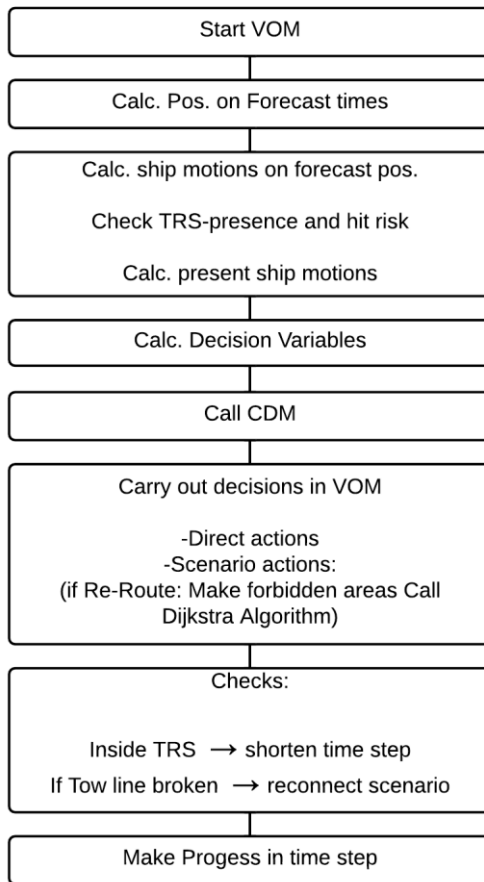 Start VOM
Calc. Pos. on Forecast times
Calc. ship motions on forecast pos.
Check TRS-presence and hit risk
Calc. present ship motions
Calc. Decision Variables
Call CDM
Carry out decisions in VOM
-Direct actions
-Scenario actions:
(if Re-Route: Make forbidden areas Call
Dijkstra Algorithm)
Checks:
Inside TRS → shorten time step
If Tow line broken → reconnect scenario
Make Progess in time step